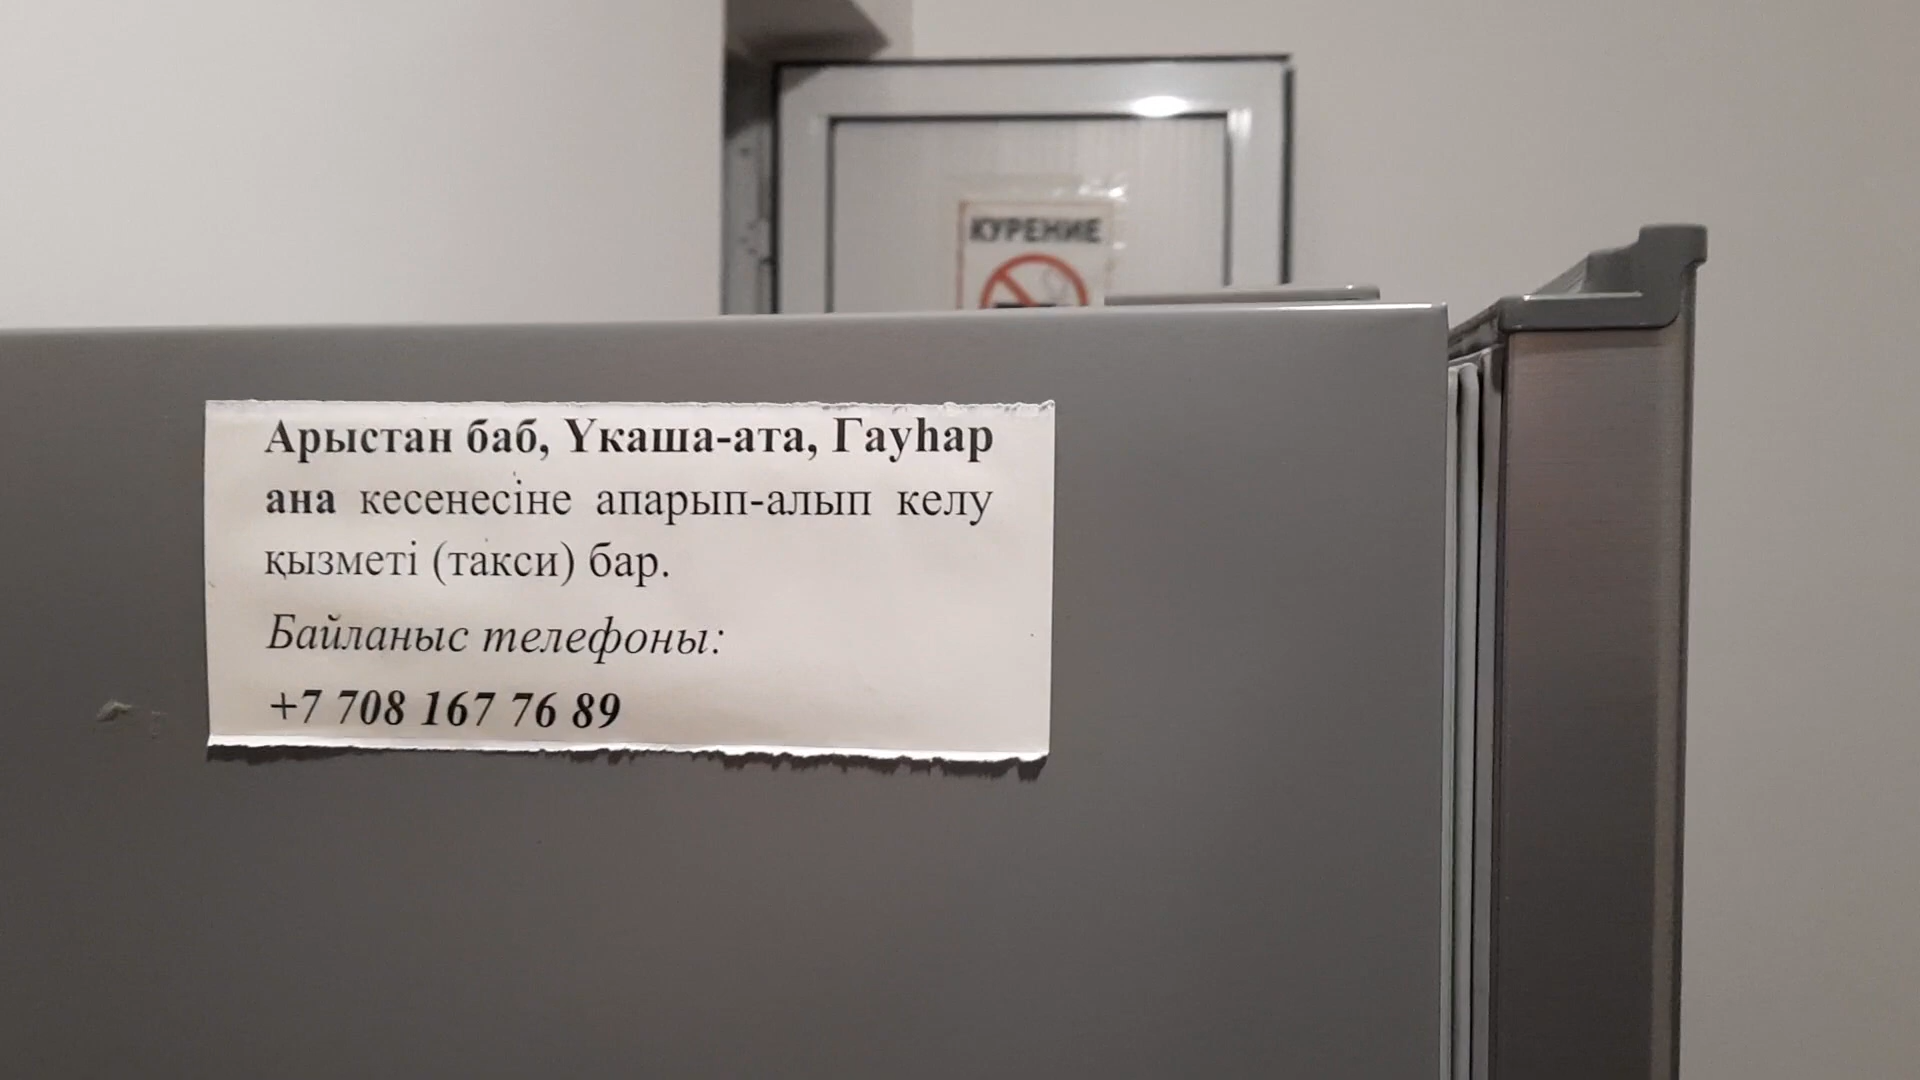 КУРЕНИЕ
Арыстан баб, Үкаша-ата, Гауһар
ана кесенесіне апарып-алып келу
қызметі (такси) бар.
Байланыс телефоны:
+7 708 167 76 89